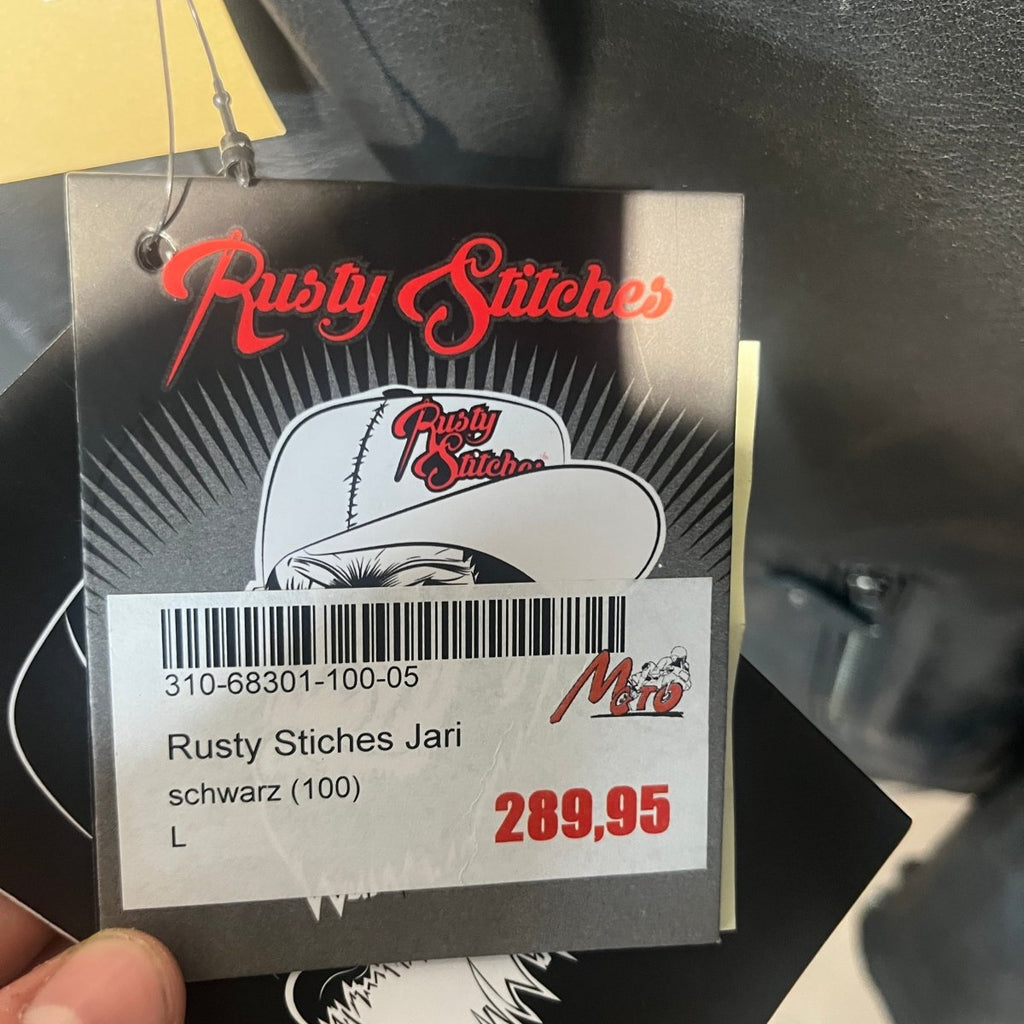 Rusty Stitches
Rusty
Stitches
310-68301-100-05
MOTO
Rusty Stiches Jari
schwarz (100)
L
289,95